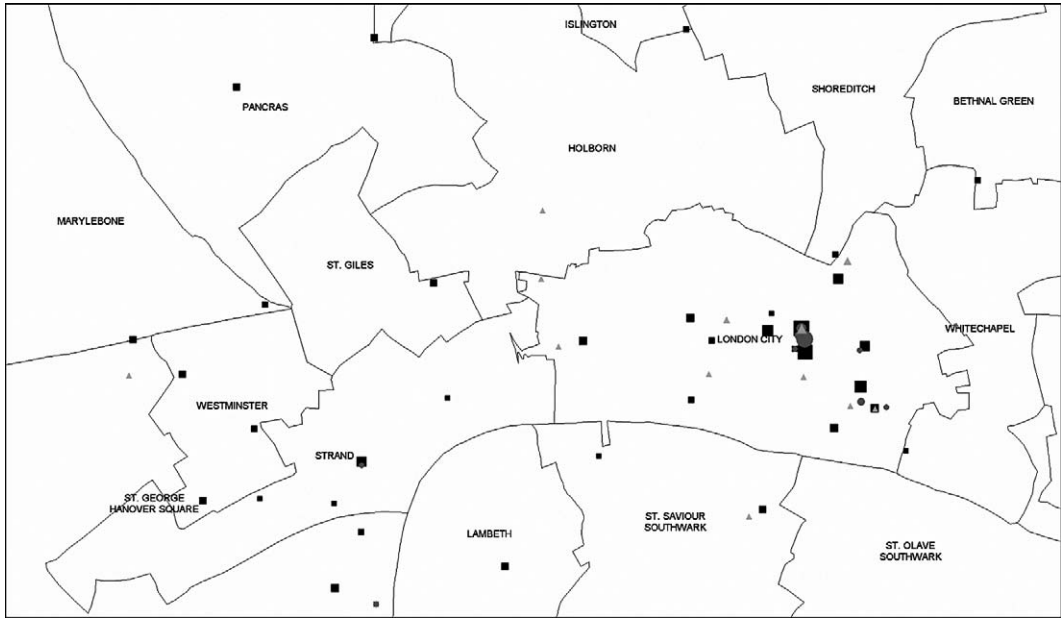 ISLINGTON
SHOREDITCH
BETHNAL GREEN
PANCRAS
HOLBORN
MARYLEBONE
ST. GILES
WHITECHAPEL
LONDON CITY
WESTMINSTER
STRAND
ST. GEORGE
HANOVER SQUARE
LAMBETH
ST. SAVIOUR
SOUTHWARK
ST. OLAVE
SOUTHWARK